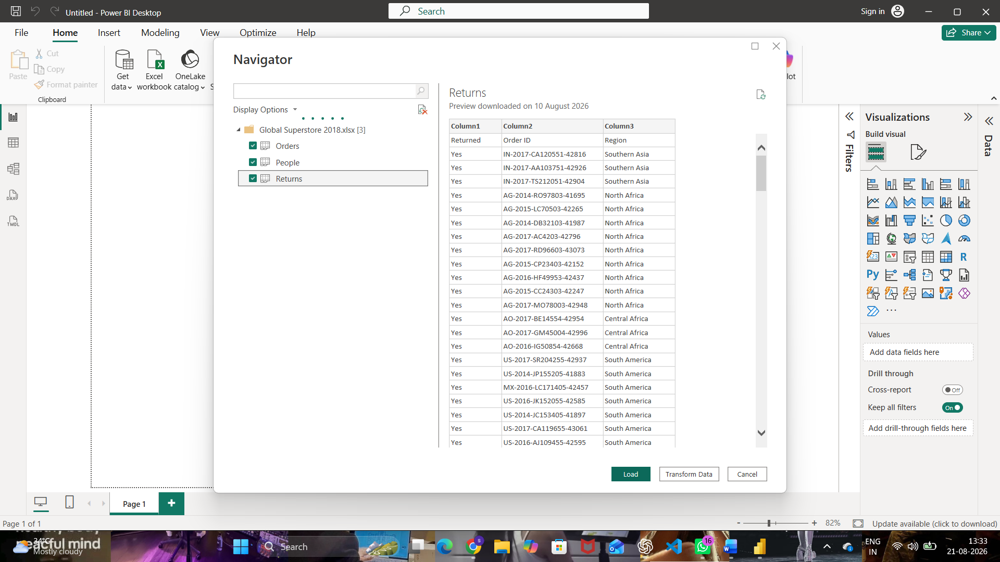 Untitled - Power BI Desktop
Search
Sign in
File
Home
Insert
Modeling
View
Optimize
Help
Share
Paste
Cut
Copy
Format painter
Clipboard
Get data
Excel workbook
OneLake catalog
S
lot
Navigator
Display Options
Global Superstore 2018.xlsx [3]
Orders
People
Returns
Returns
Preview downloaded on 10 August 2026
Column1 Column2 Column3
Returned Order ID Region
Yes IN-2017-CA120551-42816 Southern Asia
Yes IN-2017-AA103751-42926 Southern Asia
Yes IN-2017-TS212051-42904 Southern Asia
Yes AG-2014-RO97803-41695 North Africa
Yes AG-2015-LC70503-42265 North Africa
Yes AG-2014-DB32103-41987 North Africa
Yes AG-2017-AC4203-42796 North Africa
Yes AG-2017-RD96603-43073 North Africa
Yes AG-2015-CP23403-42152 North Africa
Yes AG-2016-HF49953-42437 North Africa
Yes AG-2015-CC24303-42247 North Africa
Yes AG-2017-MO78003-42948 North Africa
Yes AO-2017-BE14554-42954 Central Africa
Yes AO-2017-GM45004-42996 Central Africa
Yes AO-2016-IG50854-42668 Central Africa
Yes US-2017-SR204255-42937 South America
Yes US-2014-JP155205-41883 South America
Yes MX-2016-LC171405-42457 South America
Yes US-2016-JK152055-42585 South America
Yes US-2014-JC153405-41897 South America
Yes US-2017-CA119655-43061 South America
Yes US-2016-AJ109455-42595 South America
Load
Transform Data
Cancel
Filters
Visualizations
Build visual
123
R
Py
...
Values
Add data fields here
Drill through
Cross-report
Off
Keep all filters
On
Add drill-through fields here
Data
DAX
TMDL
Page 1
+
Page 1 of 1
-
+
82%
Update available (click to download)
34°C
Mostly cloudy
peaceful mind
Search
16
ENG
IN
13:33
21-08-2026